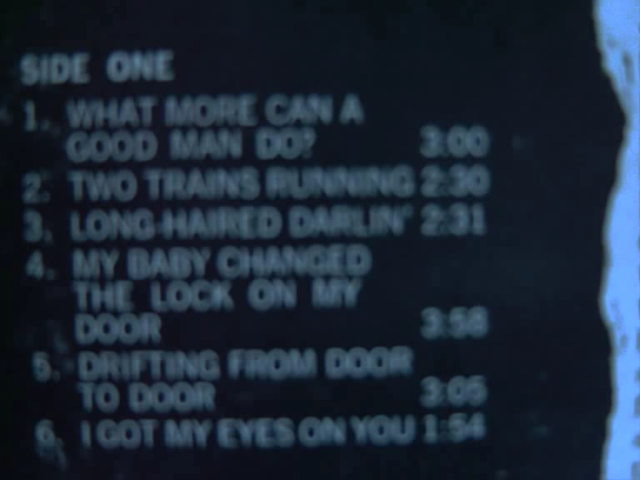 SIDE ONE
1. WHAT MORE CAN A
GOOD MAN DO? 3:00
2. TWO TRAINS RUNNING 2:30
3. LONG-HAIRED DARLIN' 2:31
4. MY BABY CHANGED
THE LOCK ON MY
DOOR 3:58
5. DRIFTING FROM DOOR
TO DOOR 3:05
6. I GOT MY EYES ON YOU 1:54